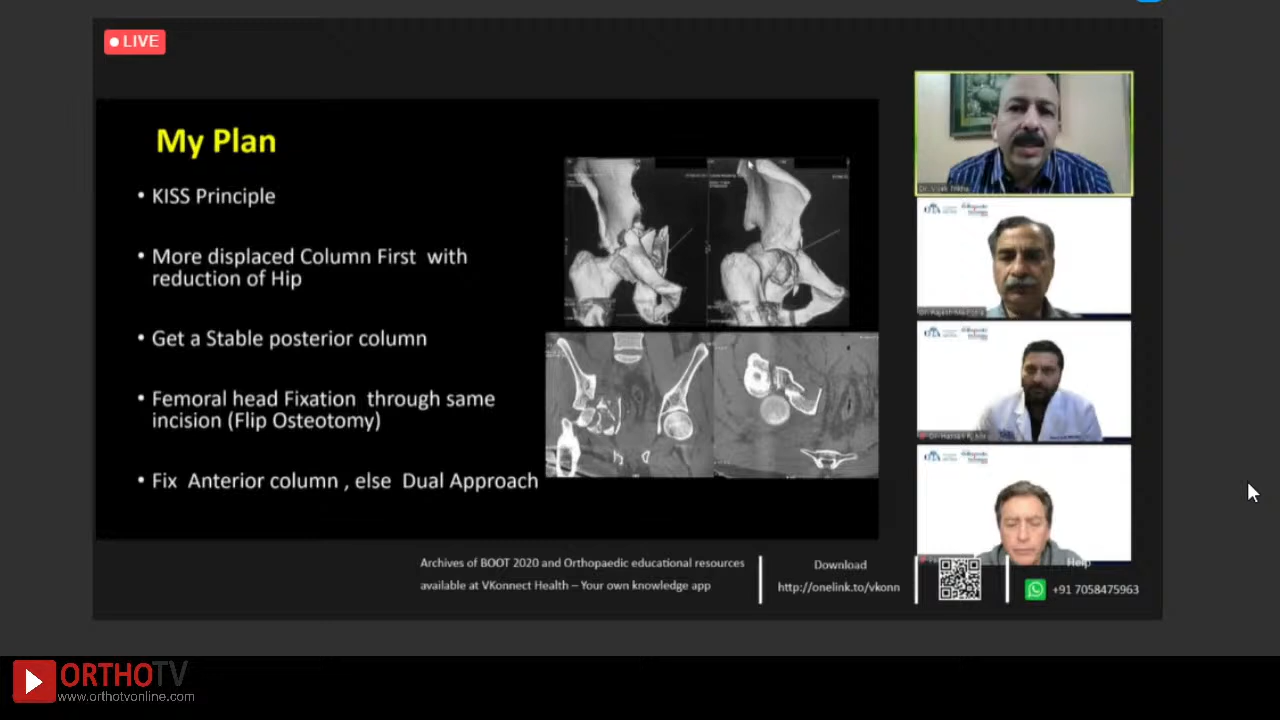 LIVE
My Plan
• KISS Principle
• More displaced Column First with
reduction of Hip
• Get a Stable posterior column
• Femoral head Fixation through same
incision (Flip Osteotomy)
• Fix Anterior column , else Dual Approach
Archives of BOOT 2020 and Orthopaedic educational resources
available at VKonnect Health – Your own knowledge app
Download
http://onelink.to/vkonn
Help
+91 7058475963
ORTHOTV
www.orthotvonline.com